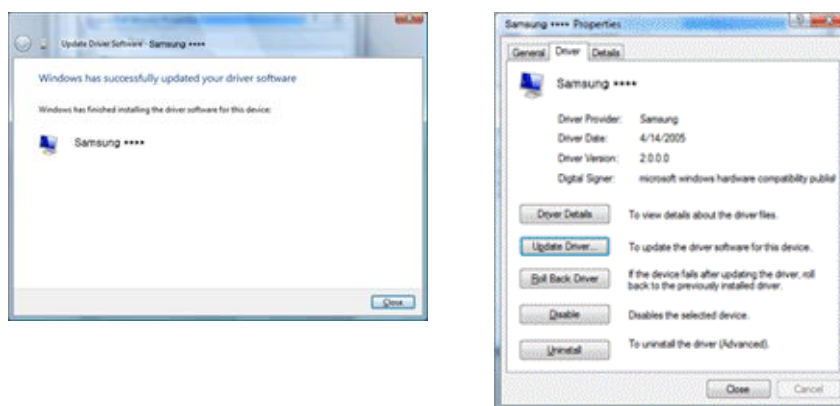 Update Driver Software - Samsung ****
Windows has successfully updated your driver software
Windows has finished installing the driver software for this device:
Samsung ****
Close
Samsung **** Properties
General Driver Details
Samsung ****
Driver Provider: Samsung
Driver Date: 4/14/2005
Driver Version: 2.0.0.0
Digital Signer: microsoft windows hardware compatibility publis
Driver Details To view details about the driver files.
Update Driver... To update the driver software for this device.
Roll Back Driver If the device fails after updating the driver, roll
back to the previously installed driver.
Disable Disables the selected device.
Uninstall To uninstall the driver (Advanced).
Close Cancel